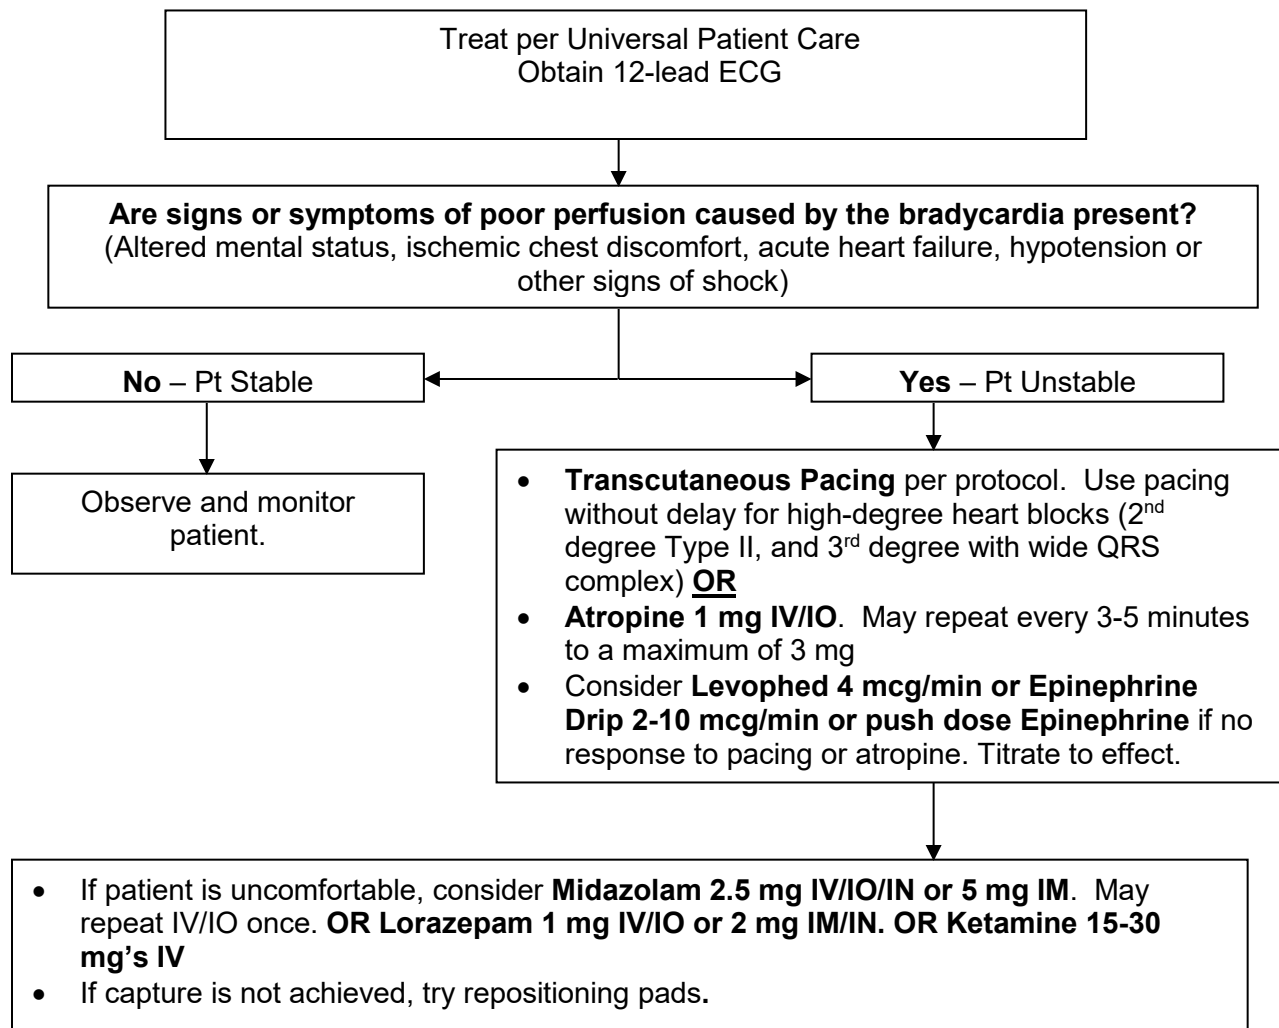 Treat per Universal Patient Care
Obtain 12-lead ECG
Are signs or symptoms of poor perfusion caused by the bradycardia present?
(Altered mental status, ischemic chest discomfort, acute heart failure, hypotension or
other signs of shock)
No – Pt Stable
Yes – Pt Unstable
Observe and monitor
patient.
• Transcutaneous Pacing per protocol.  Use pacing
without delay for high-degree heart blocks (2nd
degree Type II, and 3rd degree with wide QRS
complex) OR
• Atropine 1 mg IV/IO.  May repeat every 3-5 minutes
to a maximum of 3 mg
• Consider Levophed 4 mcg/min or Epinephrine
Drip 2-10 mcg/min or push dose Epinephrine if no
response to pacing or atropine. Titrate to effect.
• If patient is uncomfortable, consider Midazolam 2.5 mg IV/IO/IN or 5 mg IM.  May
repeat IV/IO once. OR Lorazepam 1 mg IV/IO or 2 mg IM/IN. OR Ketamine 15-30
mg's IV
• If capture is not achieved, try repositioning pads.